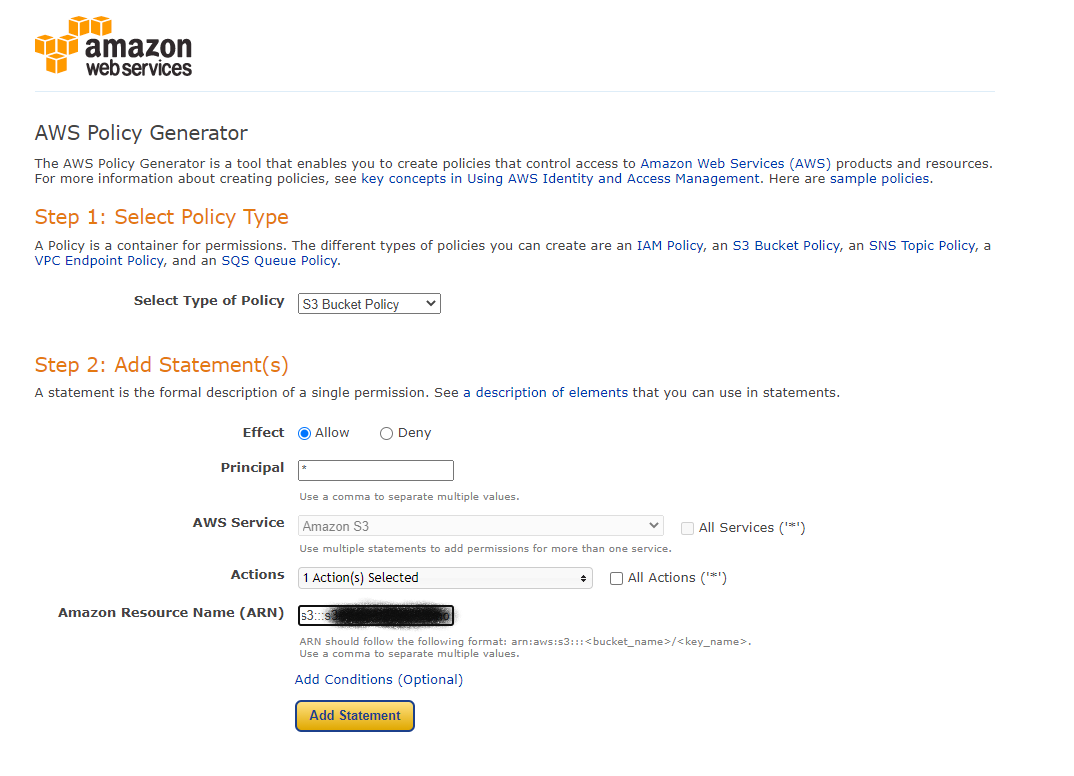 amazon
webservices
AWS Policy Generator
The AWS Policy Generator is a tool that enables you to create policies that control access to Amazon Web Services (AWS) products and resources.
For more information about creating policies, see key concepts in Using AWS Identity and Access Management. Here are sample policies.
Step 1: Select Policy Type
A Policy is a container for permissions. The different types of policies you can create are an IAM Policy, an S3 Bucket Policy, an SNS Topic Policy, a
VPC Endpoint Policy, and an SQS Queue Policy.
Select Type of Policy S3 Bucket Policy
Step 2: Add Statement(s)
A statement is the formal description of a single permission. See a description of elements that you can use in statements.
Effect Allow Deny
Principal *
Use a comma to separate multiple values.
AWS Service Amazon S3 All Services ('*')
Use multiple statements to add permissions for more than one service.
Actions 1 Action(s) Selected All Actions ('*')
Amazon Resource Name (ARN) s3:::
ARN should follow the following format: arn:aws:s3:::<bucket_name>/<key_name>.
Use a comma to separate multiple values.
Add Conditions (Optional)
Add Statement